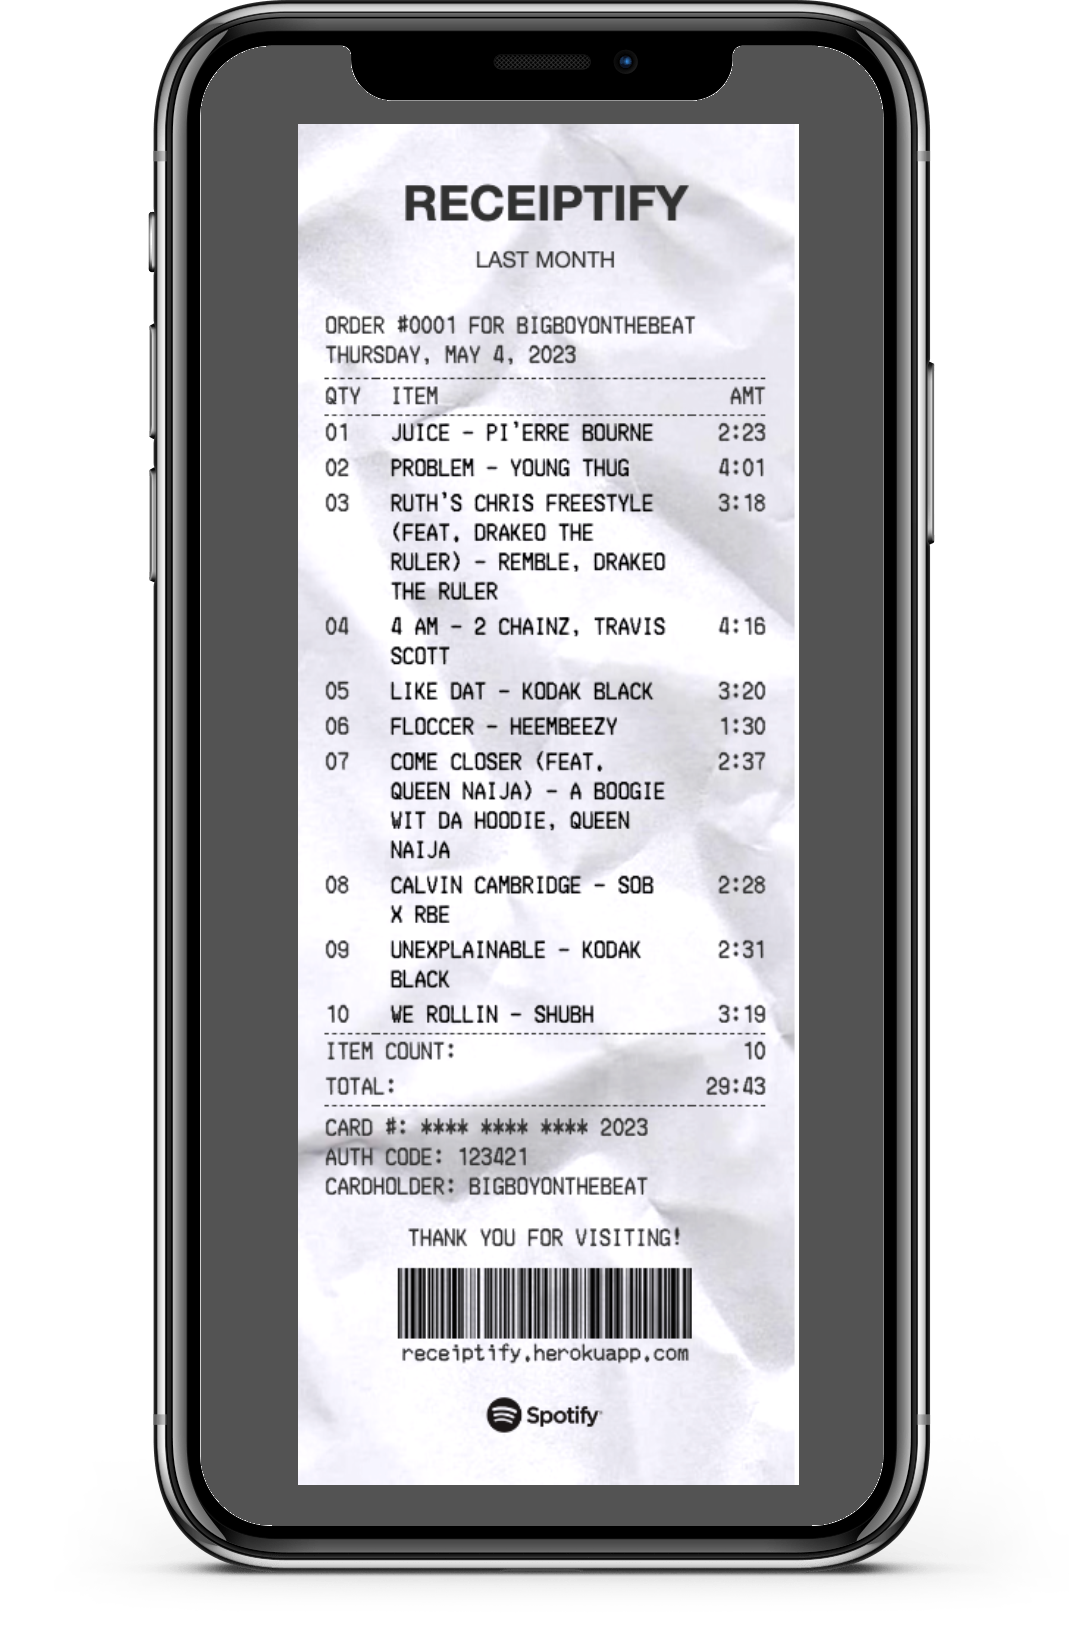 RECEIPTIFY
LAST MONTH
ORDER #0001 FOR BIGBOYONTHEBEAT
THURSDAY, MAY 4, 2023
QTY ITEM AMT
01 JUICE - PI'ERRE BOURNE 2:23
02 PROBLEM - YOUNG THUG 4:01
03 RUTH'S CHRIS FREESTYLE 3:18
(FEAT. DRAKEO THE
RULER) - REMBLE, DRAKEO
THE RULER
04 4 AM - 2 CHAINZ, TRAVIS 4:16
SCOTT
05 LIKE DAT - KODAK BLACK 3:20
06 FLOCCER - HEEMBEEZY 1:30
07 COME CLOSER (FEAT. 2:37
QUEEN NAIJA) - A BOOGIE
WIT DA HOODIE, QUEEN
NAIJA
08 CALVIN CAMBRIDGE - SOB 2:28
X RBE
09 UNEXPLAINABLE - KODAK 2:31
BLACK
10 WE ROLLIN - SHUBH 3:19
ITEM COUNT: 10
TOTAL: 29:43
CARD #: **** **** **** 2023
AUTH CODE: 123421
CARDHOLDER: BIGBOYONTHEBEAT
THANK YOU FOR VISITING!
receiptify.herokuapp.com
Spotify